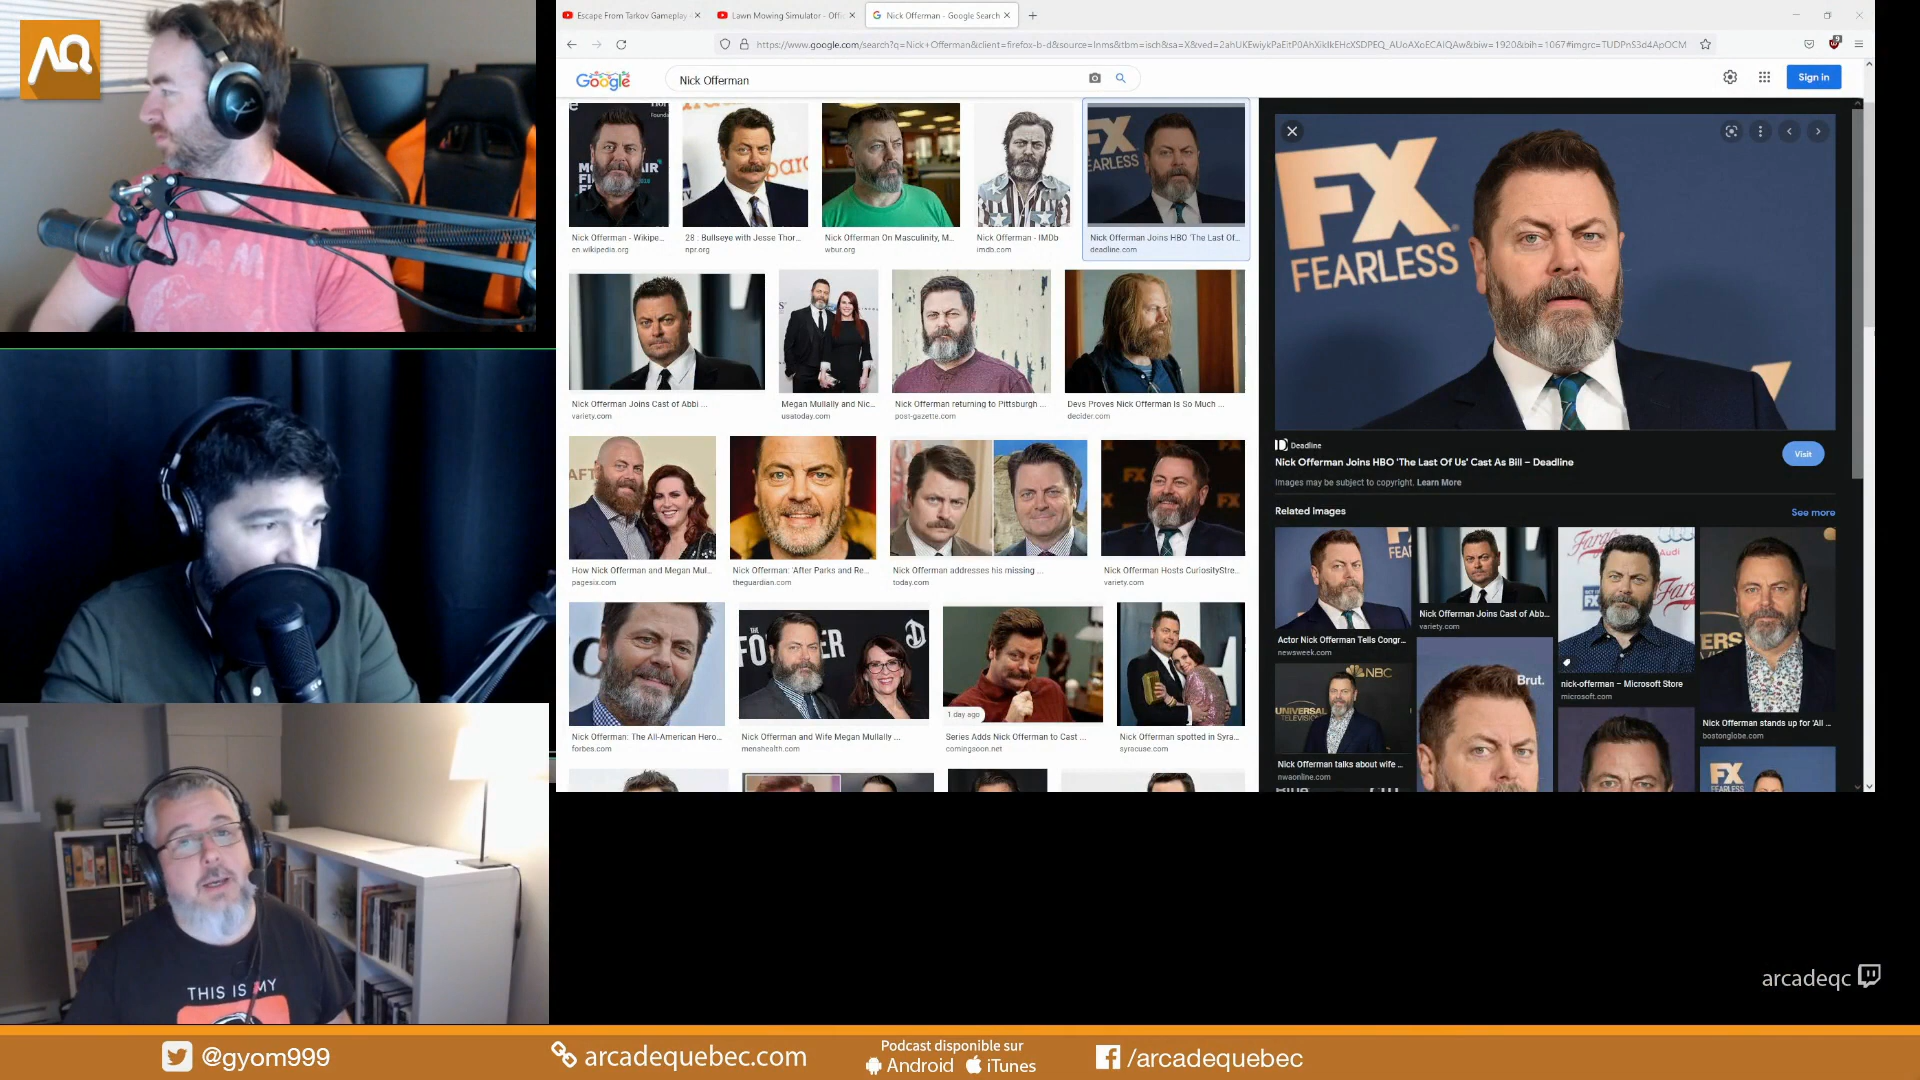 AQ
Escape From Tarkov Gameplay -
Lawn Mowing Simulator - Offi
Nick Offerman - Google Search
Google
Nick Offerman
Sign in
Nick Offerman - Wikipe...
en.wikipedia.org
28 : Bullseye with Jesse Thor...
npr.org
Nick Offerman On Masculinity, M...
wbur.org
Nick Offerman - IMDb
imdb.com
FX
FEARLESS
Nick Offerman Joins HBO 'The Last Of...
deadline.com
Nick Offerman Joins Cast of Abbi ...
variety.com
Megan Mullally and Nic...
usatoday.com
Nick Offerman returning to Pittsburgh ...
post-gazette.com
Devs Proves Nick Offerman Is So Much ...
decider.com
How Nick Offerman and Megan Mul...
pagesix.com
Nick Offerman: 'After Parks and Re...
theguardian.com
Nick Offerman addresses his missing ...
today.com
Nick Offerman Hosts CuriosityStre...
variety.com
Nick Offerman: The All-American Hero...
forbes.com
Nick Offerman and Wife Megan Mullally ...
menshealth.com
1 day ago
Series Adds Nick Offerman to Cast ...
comingsoon.net
Nick Offerman spotted in Syra...
syracuse.com
FX
FEARLESS
Deadline
Nick Offerman Joins HBO 'The Last Of Us' Cast As Bill – Deadline
Visit
Images may be subject to copyright. Learn More
Related Images
See more
Actor Nick Offerman Tells Congr...
newsweek.com
Nick Offerman Joins Cast of Abb...
variety.com
nick-offerman – Microsoft Store
microsoft.com
Nick Offerman stands up for 'All ...
bostonglobe.com
NBC
UNIVERSAL
TELEVISION
Nick Offerman talks about wife ...
nwaonline.com
Brut.
FX
FEARLESS
THIS IS MY
arcadeqc
@gyom999
arcadequebec.com
Podcast disponible sur
Android
iTunes
/arcadequebec